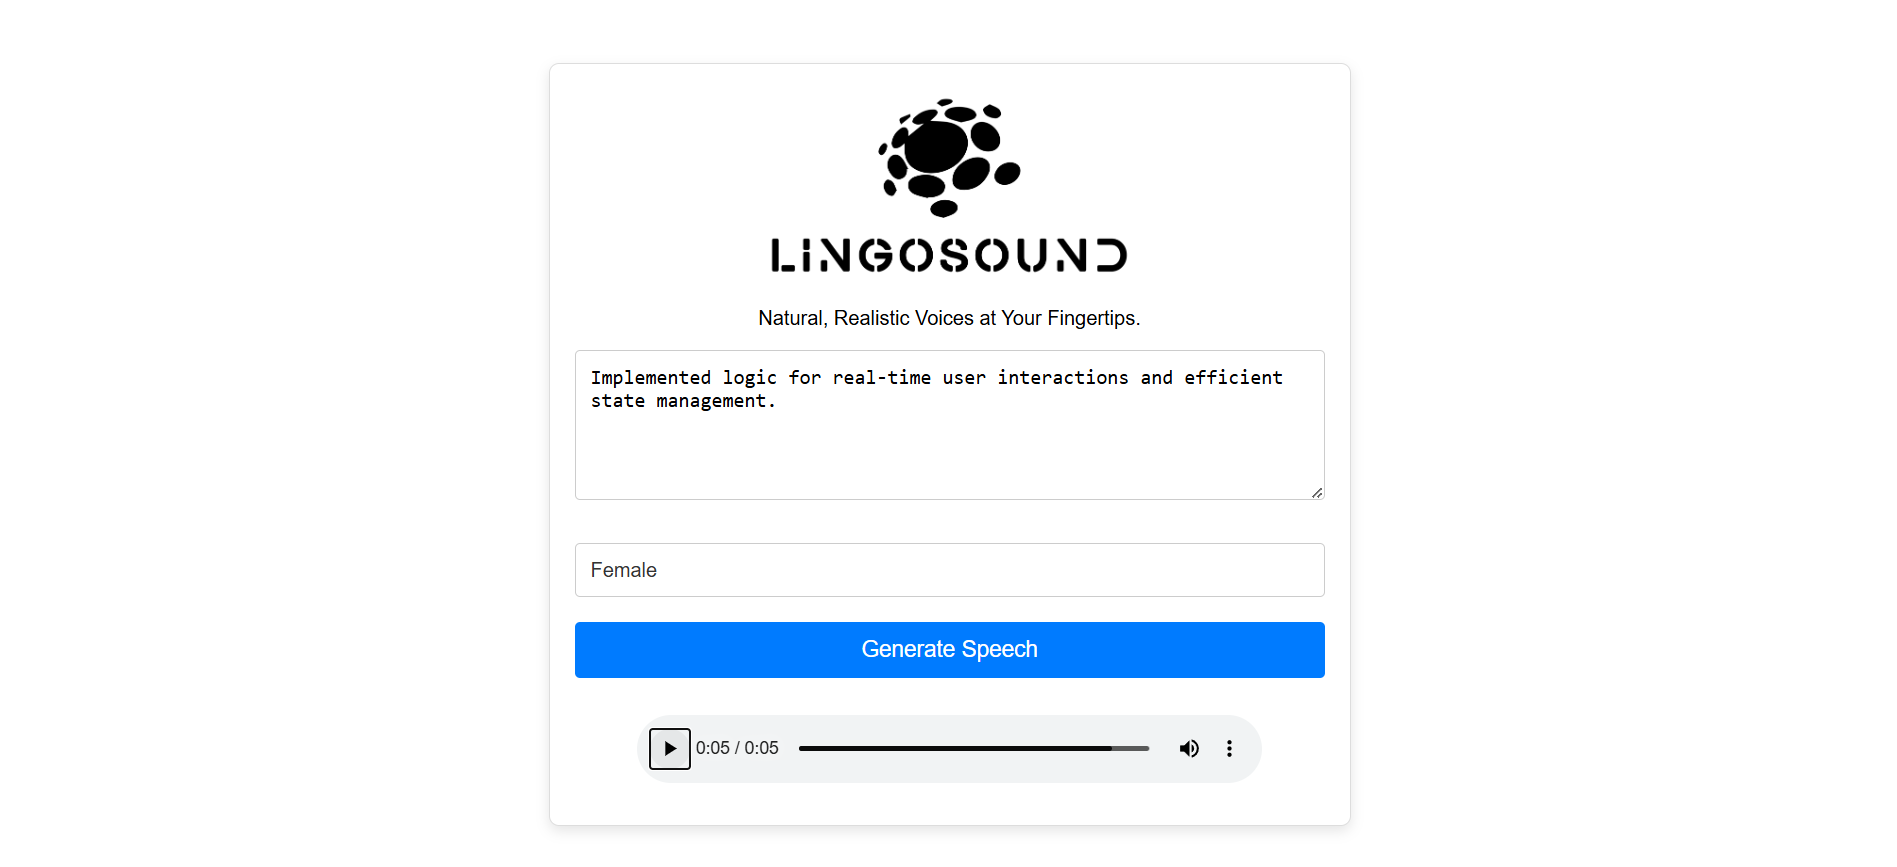 LINGOSOUND
Natural, Realistic Voices at Your Fingertips.
Implemented logic for real-time user interactions and efficient
state management.
Female
Generate Speech
0:05 / 0:05